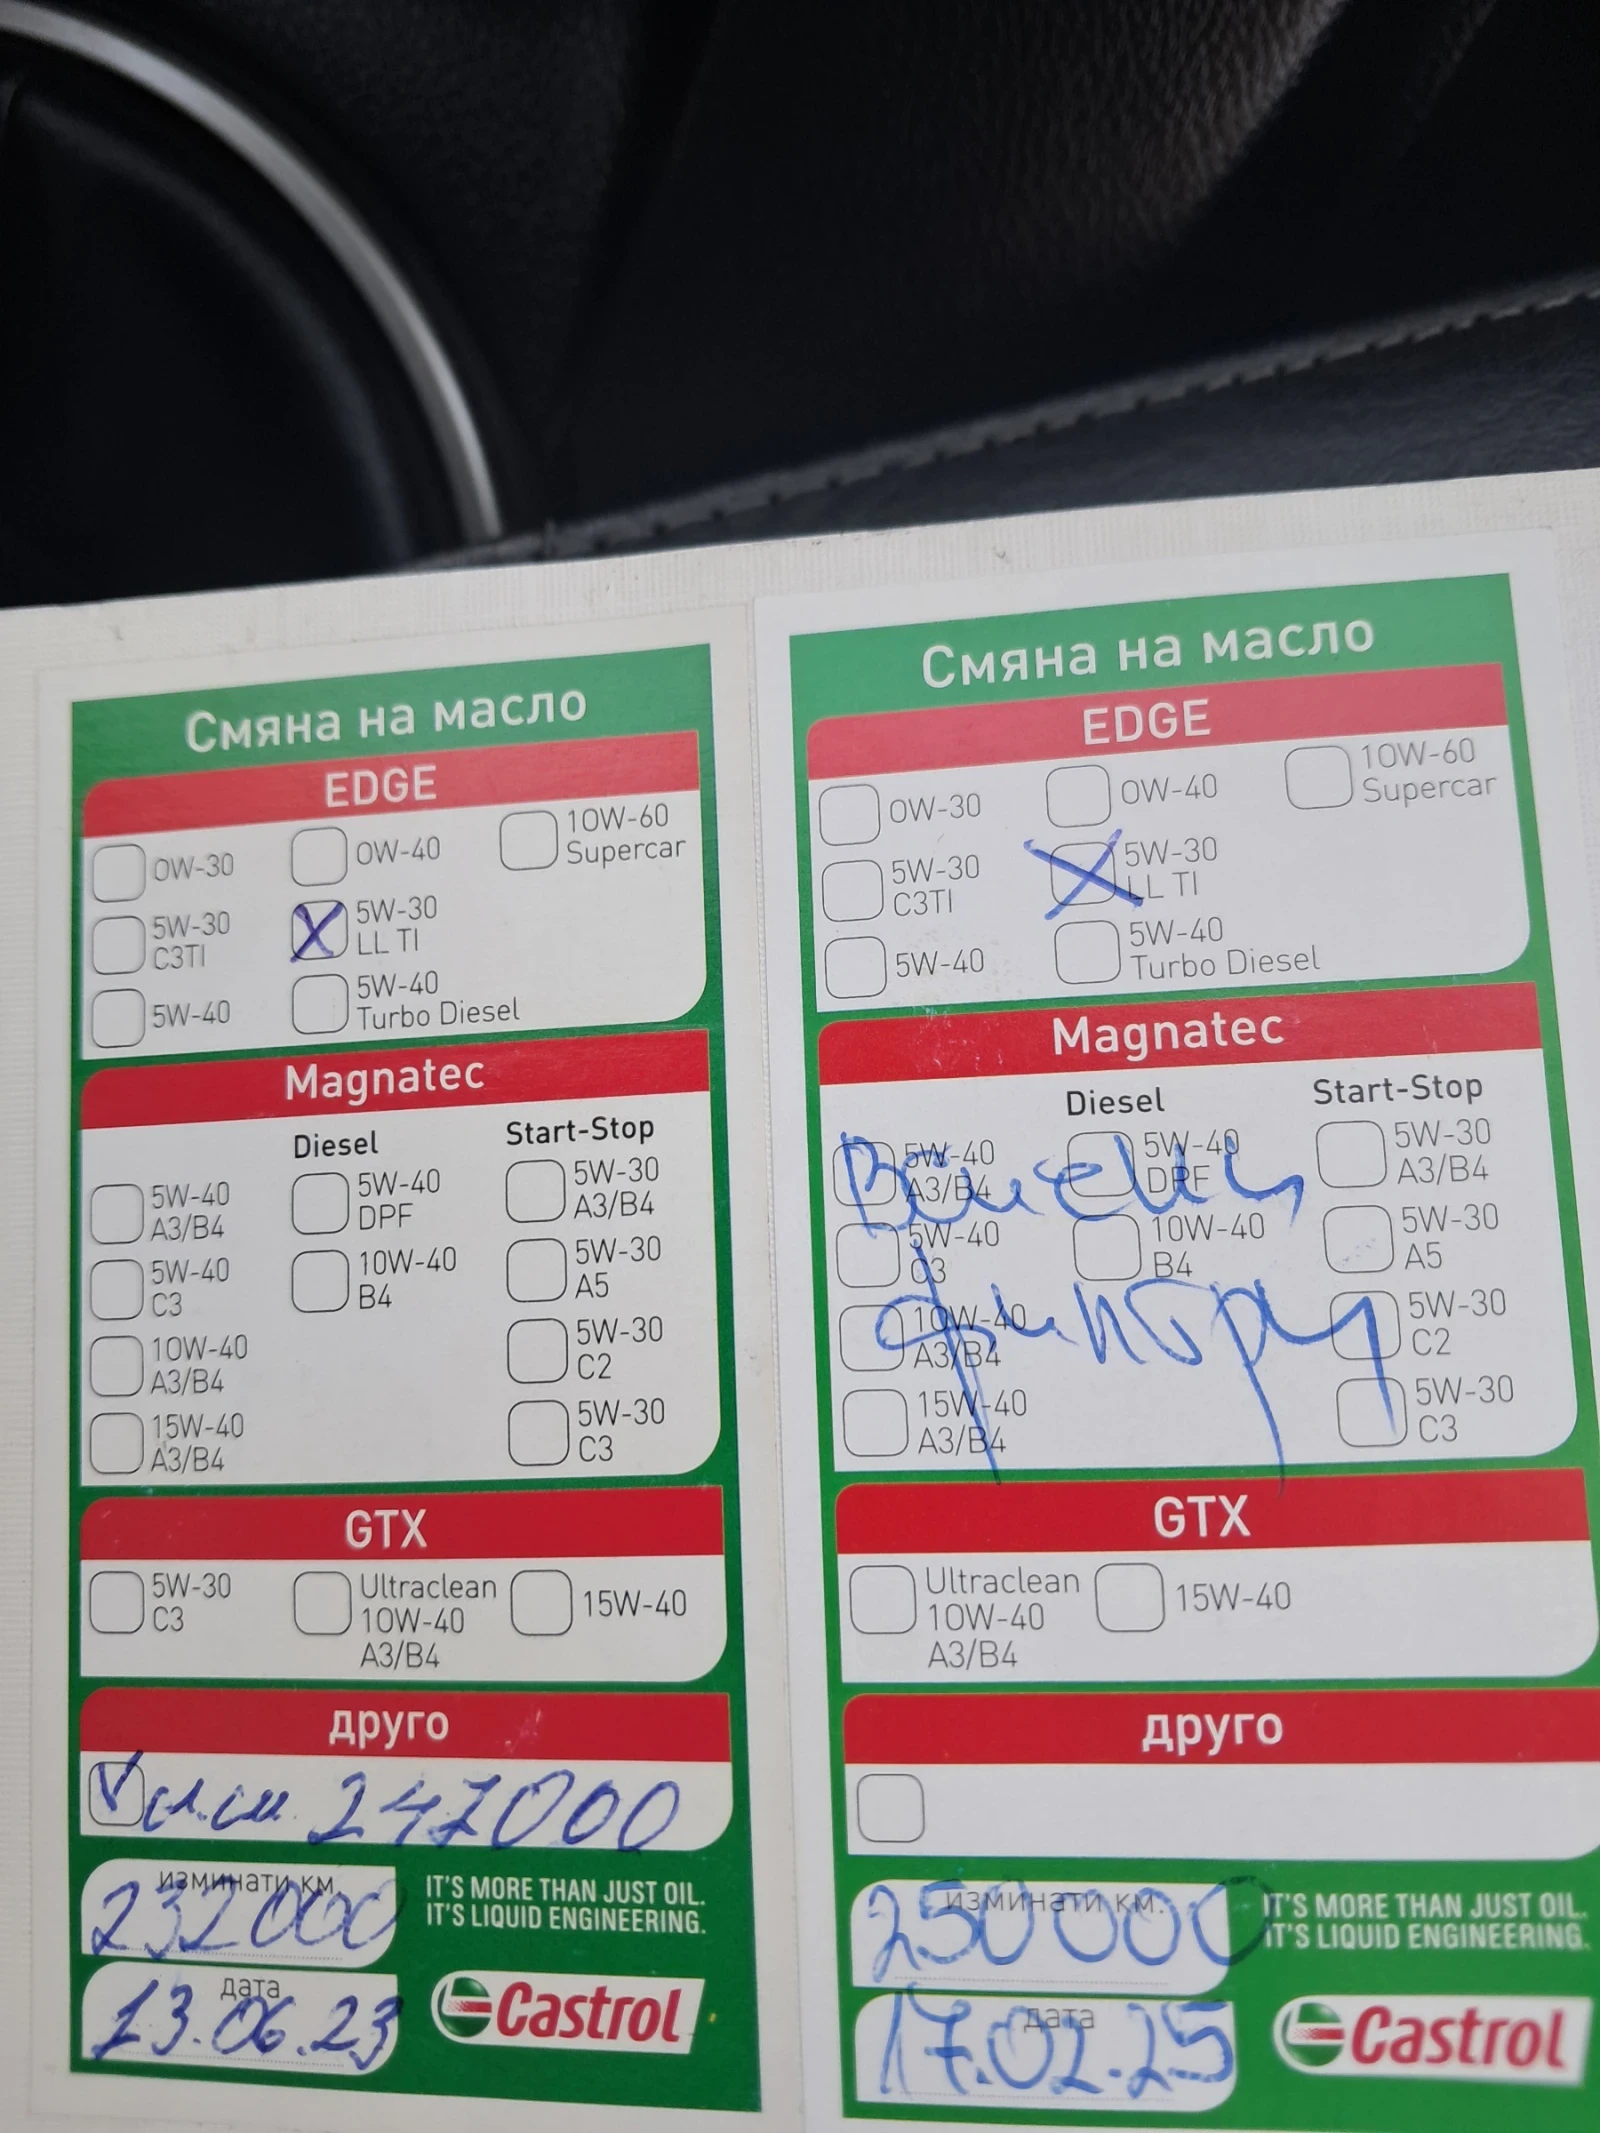 Смяна на масло
EDGE
0W-30
0W-40
10W-60
Supercar
5W-30
C3TI
X
5W-30
LL TI
5W-40
5W-40
Turbo Diesel
Magnatec
Diesel
Start-Stop
5W-40
A3/B4
5W-40
DPF
5W-30
A3/B4
5W-40
C3
10W-40
B4
5W-30
A5
10W-40
A3/B4
5W-30
C2
15W-40
A3/B4
5W-30
C3
GTX
5W-30
C3
Ultraclean
10W-40
A3/B4
15W-40
друго
сл.см. 247000
изминати км.
232000
дата
13.06.23
IT'S MORE THAN JUST OIL.
IT'S LIQUID ENGINEERING.
Castrol
Смяна на масло
EDGE
0W-30
0W-40
10W-60
Supercar
5W-30
C3TI
X
5W-30
LL TI
5W-40
5W-40
Turbo Diesel
Magnatec
Diesel
Start-Stop
5W-40
A3/B4
5W-40
DPF
5W-30
A3/B4
5W-40
C3
10W-40
B4
5W-30
A5
10W-40
A3/B4
5W-30
C2
15W-40
A3/B4
5W-30
C3
Всички
филтри
GTX
Ultraclean
10W-40
A3/B4
15W-40
друго
изминати км.
250000
дата
17.02.25
IT'S MORE THAN JUST OIL.
IT'S LIQUID ENGINEERING.
Castrol